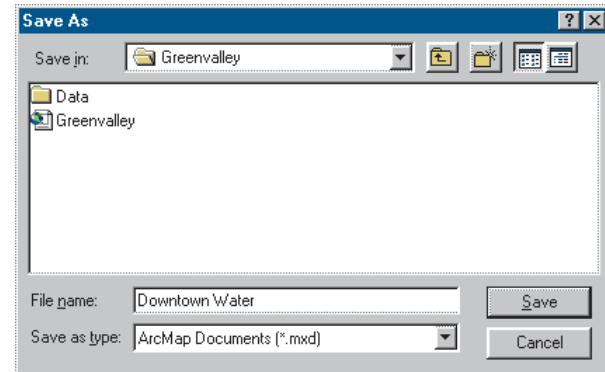 Save As
Save in: Greenvalley
Data
Greenvalley
File name: Downtown Water Save
Save as type: ArcMap Documents (*.mxd) Cancel